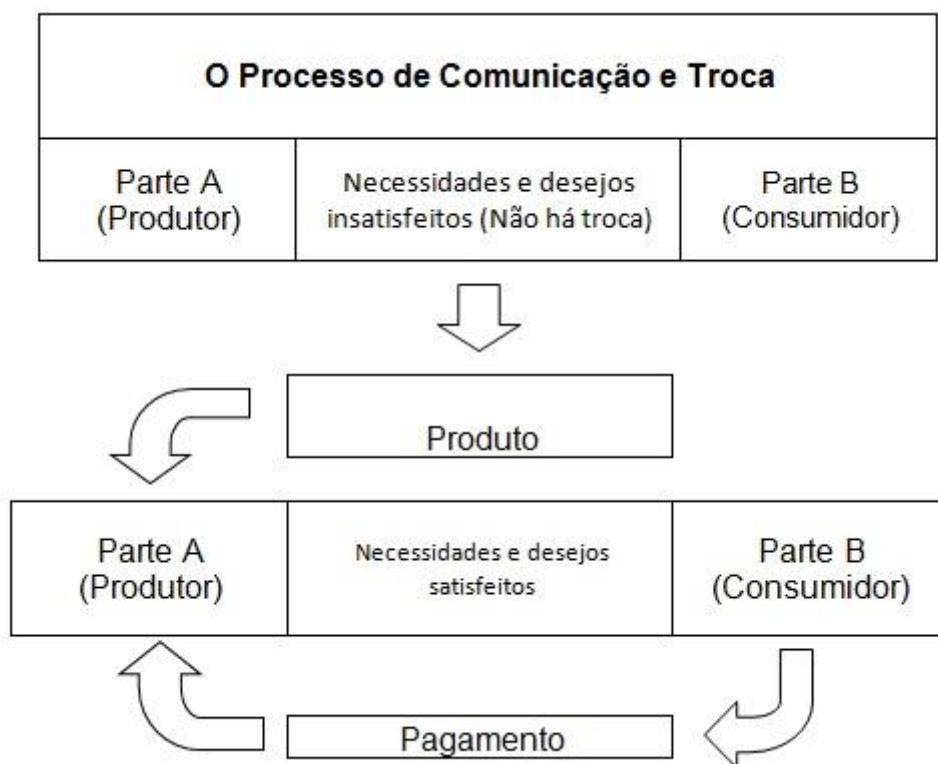 O Processo de Comunicação e Troca
Parte A
(Produtor)
Necessidades e desejos
insatisfeitos (Não há troca)
Parte B
(Consumidor)
Produto
Parte A
(Produtor)
Necessidades e desejos
satisfeitos
Parte B
(Consumidor)
Pagamento